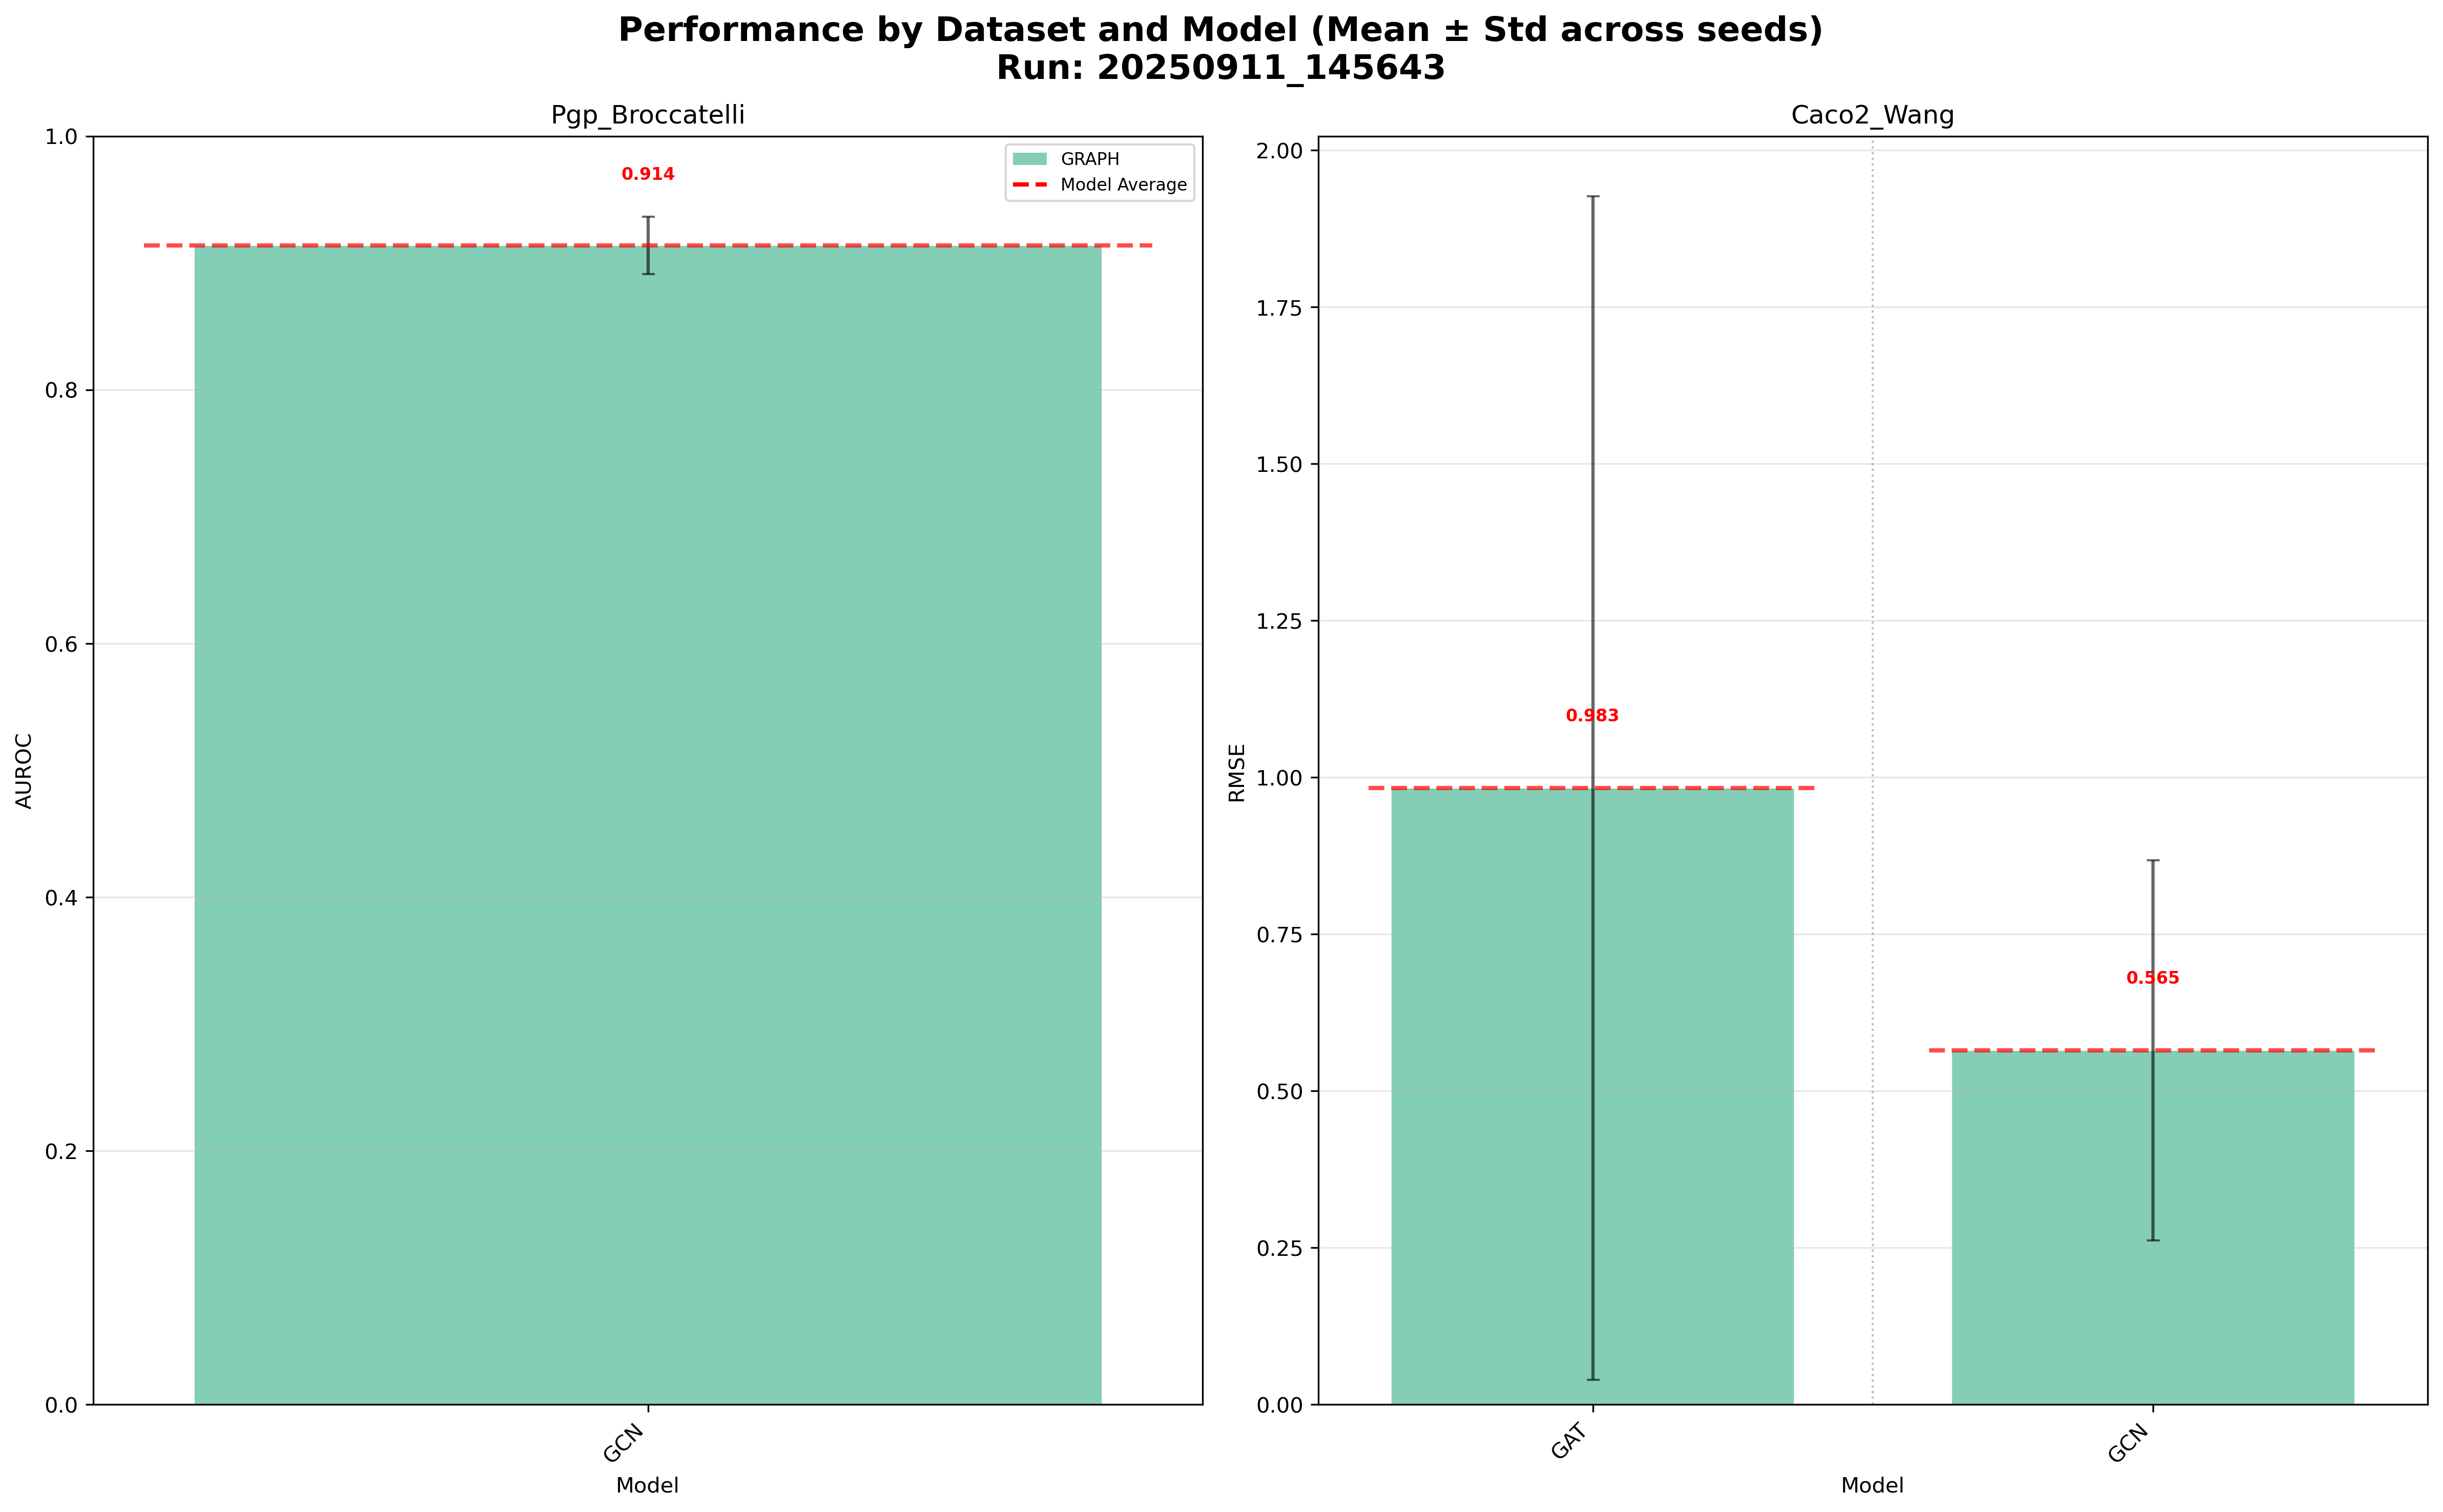 Performance by Dataset and Model (Mean ± Std across seeds)
Run: 20250911_145643
Pgp_Broccatelli
1.0
0.8
0.6
0.4
0.2
0.0
AUROC
0.914
GRAPH
Model Average
GCN
Model
Caco2_Wang
2.00
1.75
1.50
1.25
1.00
0.75
0.50
0.25
0.00
RMSE
0.983
0.565
GAT
GCN
Model